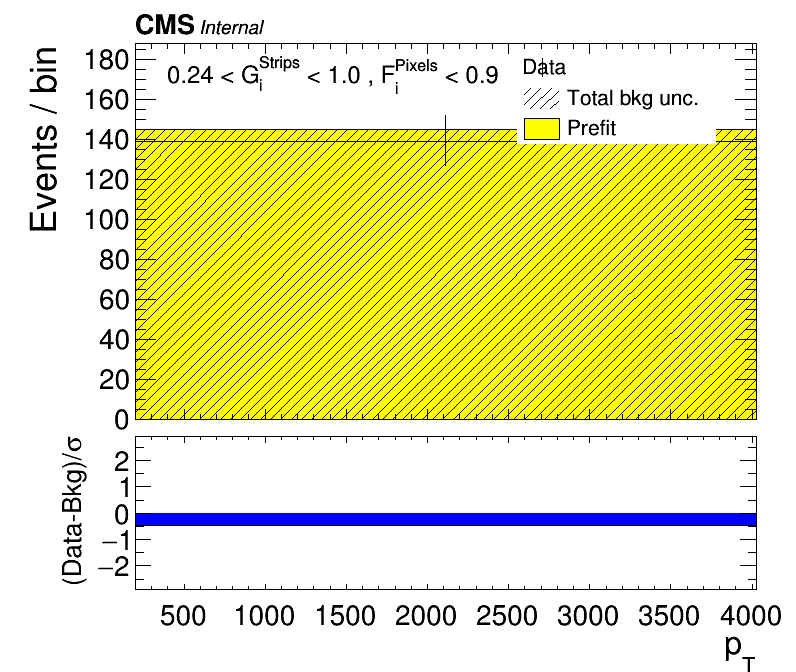 CMS Internal
0.24 < G_i^Strips < 1.0 , F_i^Pixels < 0.9
Data
Total bkg unc.
Prefit
Events / bin
180
160
140
120
100
80
60
40
20
0
(Data-Bkg)/σ
2
1
0
−1
−2
500 1000 1500 2000 2500 3000 3500 4000
p_T